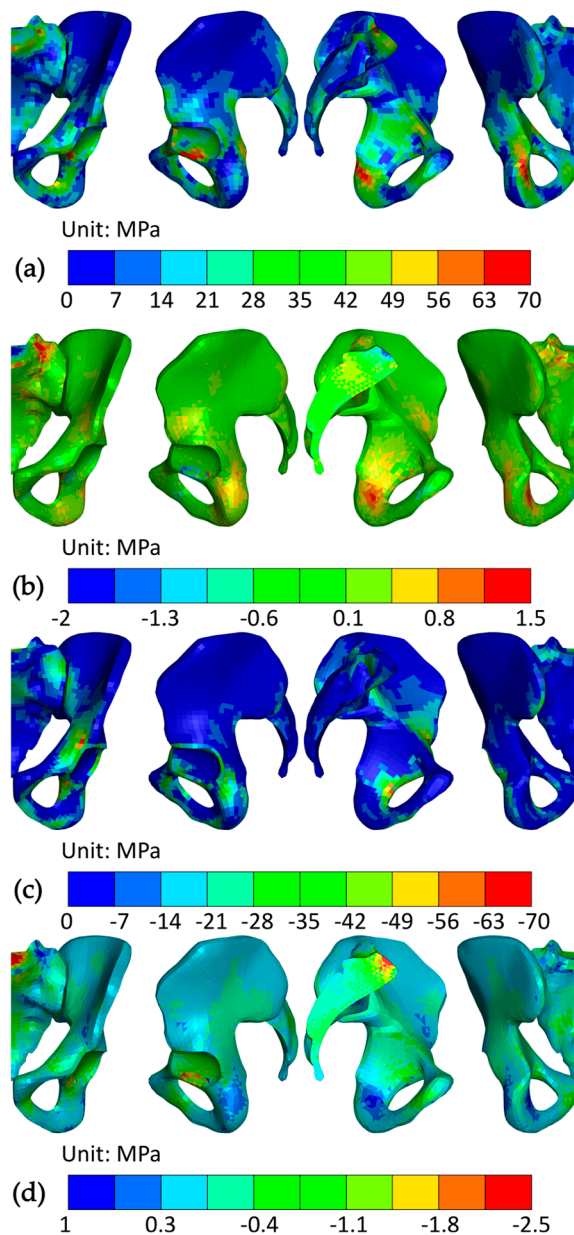 Unit: MPa
(a)
0 7 14 21 28 35 42 49 56 63 70
Unit: MPa
(b)
-2 -1.3 -0.6 0.1 0.8 1.5
Unit: MPa
(c)
0 -7 -14 -21 -28 -35 -42 -49 -56 -63 -70
Unit: MPa
(d)
1 0.3 -0.4 -1.1 -1.8 -2.5